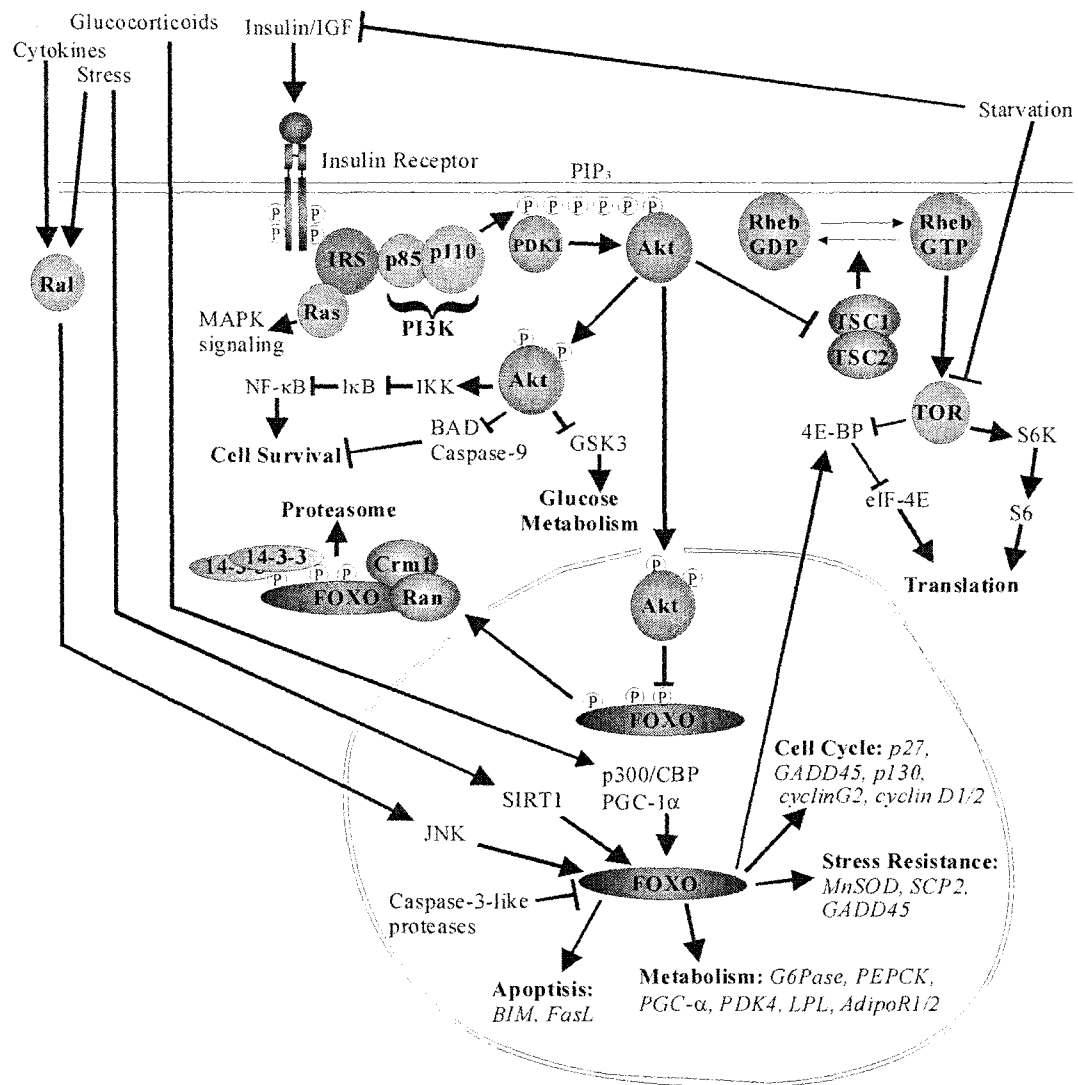 Glucocorticoids
Insulin/IGF
Cytokines
Stress
Starvation
Insulin Receptor
PIP3
P P P P P P
P P
P P
Rheb
GDP
Rheb
GTP
PDK1
Akt
IRS
p85
p110
Ral
Ras
PI3K
MAPK
signaling
TSC1
TSC2
P P
Akt
NF-κB
IκB
IKK
TOR
4E-BP
S6K
BAD
Caspase-9
GSK3
Cell Survival
eIF-4E
S6
Glucose
Metabolism
Proteasome
Translation
14-3-3
14-3-3
P P P
Crm1
FOXO
Ran
P P
Akt
P P P
FOXO
Cell Cycle: p27,
GADD45, p130,
cyclinG2, cyclin D1/2
p300/CBP
PGC-1α
SIRT1
JNK
Stress Resistance:
MnSOD, SCP2,
GADD45
FOXO
Caspase-3-like
proteases
Apoptisis:
BIM, FasL
Metabolism: G6Pase, PEPCK,
PGC-α, PDK4, LPL, AdipoR1/2